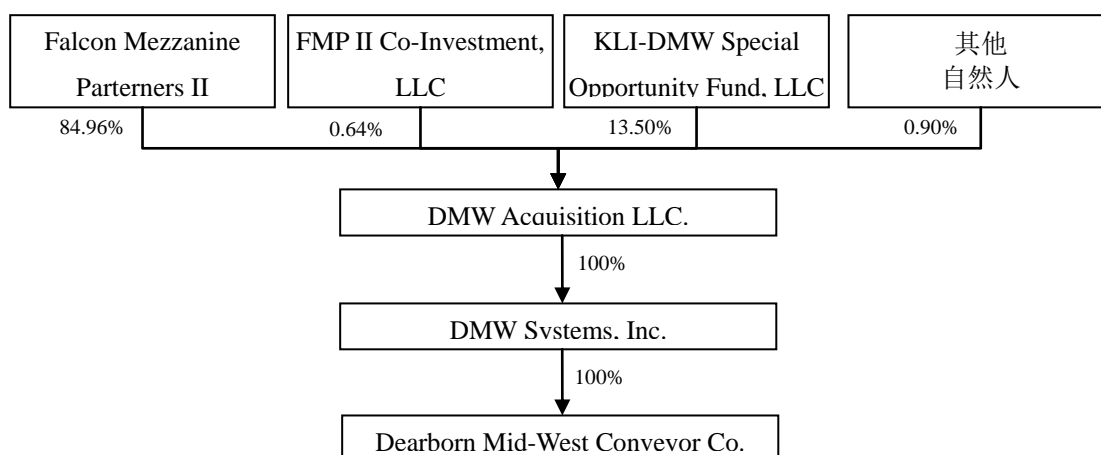 Falcon Mezzanine
Parterners II
FMP II Co-Investment,
LLC
KLI-DMW Special
Opportunity Fund, LLC
其他
自然人
84.96%
0.64%
13.50%
0.90%
DMW Acquisition LLC.
100%
DMW Systems, Inc.
100%
Dearborn Mid-West Conveyor Co.